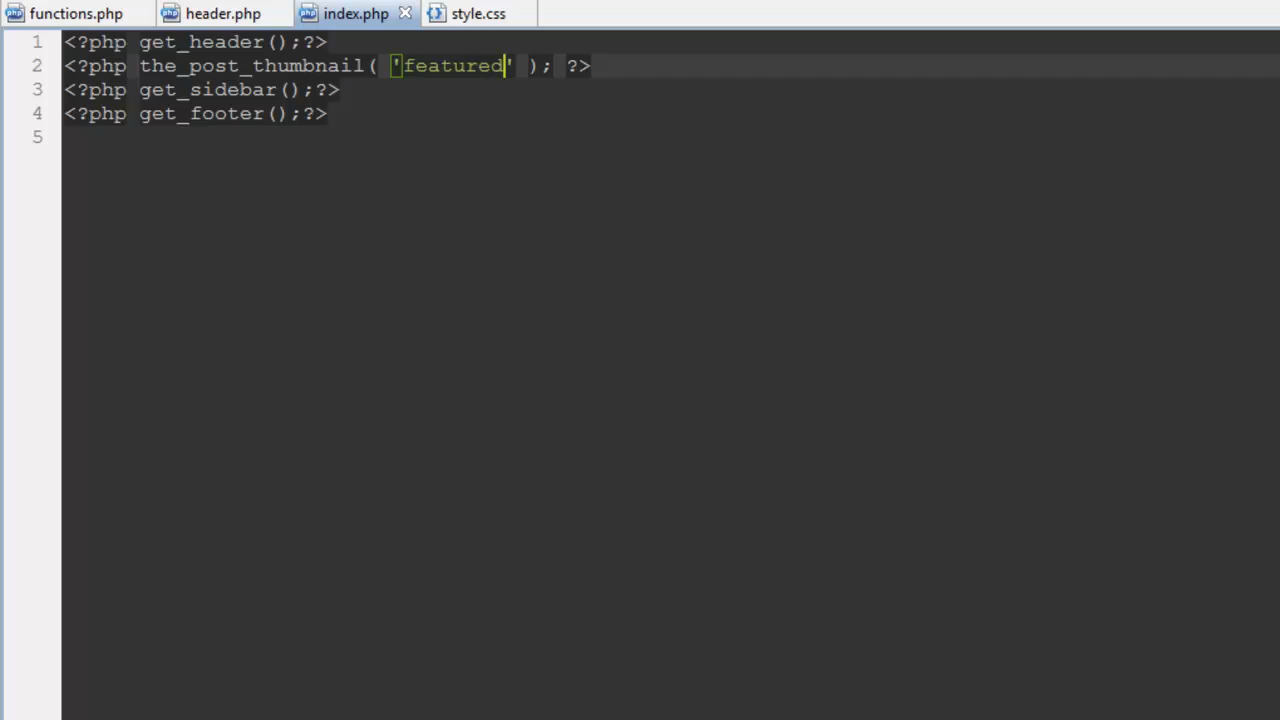 functions.php header.php index.php style.css
1 <?php get_header();?>
2 <?php the_post_thumbnail( 'featured' ); ?>
3 <?php get_sidebar();?>
4 <?php get_footer();?>
5